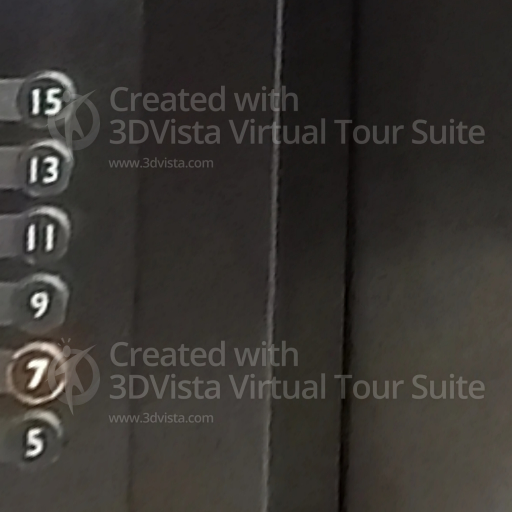 15
Created with
3DVista Virtual Tour Suite
www.3dvista.com
13
11
9
7
Created with
3DVista Virtual Tour Suite
www.3dvista.com
5